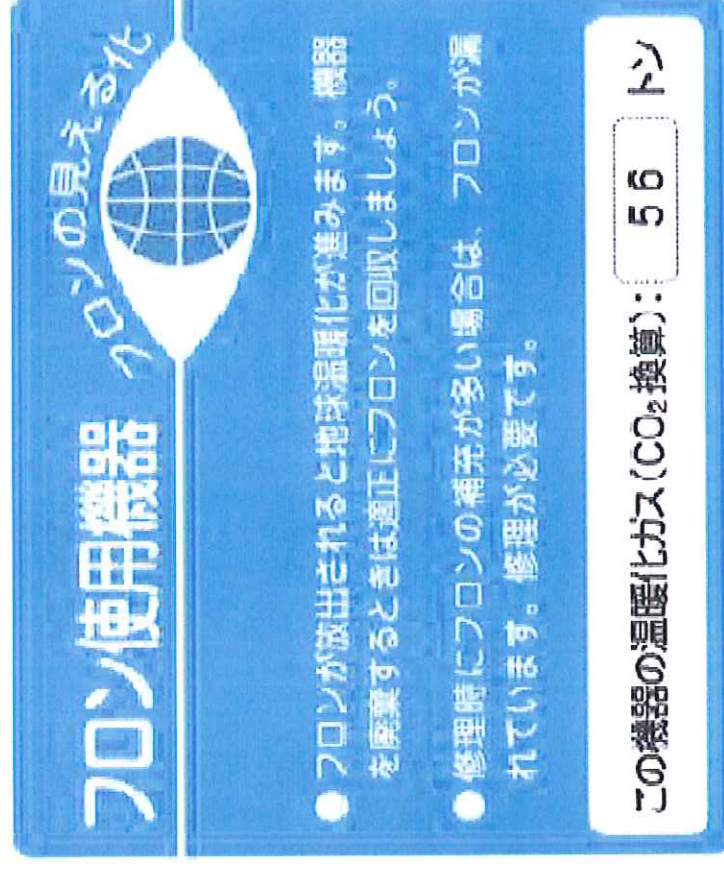 フロン使用機器
フロンの見える化
●フロンが放出されると地球温暖化が進みます。機器
を廃棄するときは適正にフロンを回収しましょう。
●修理時にフロンの補充が多い場合は、フロンが漏
れています。修理が必要です。
この機器の温暖化ガス(CO₂換算): 56 トン